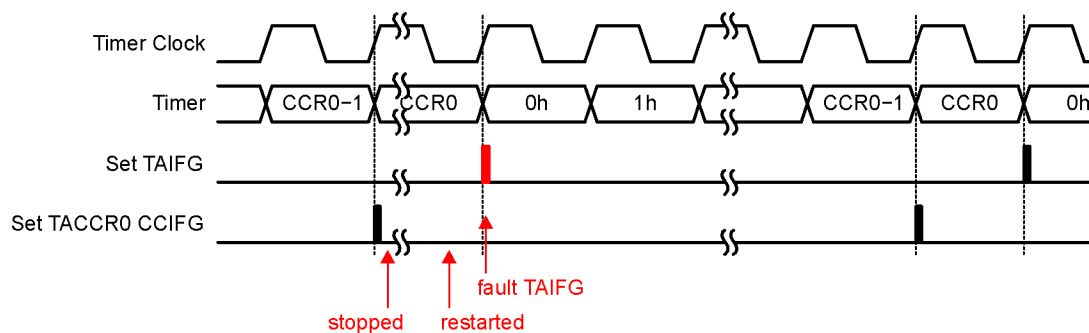 Timer Clock
Timer CCR0−1 CCR0 0h 1h CCR0−1 CCR0 0h
Set TAIFG
Set TACCR0 CCIFG
fault TAIFG
stopped restarted